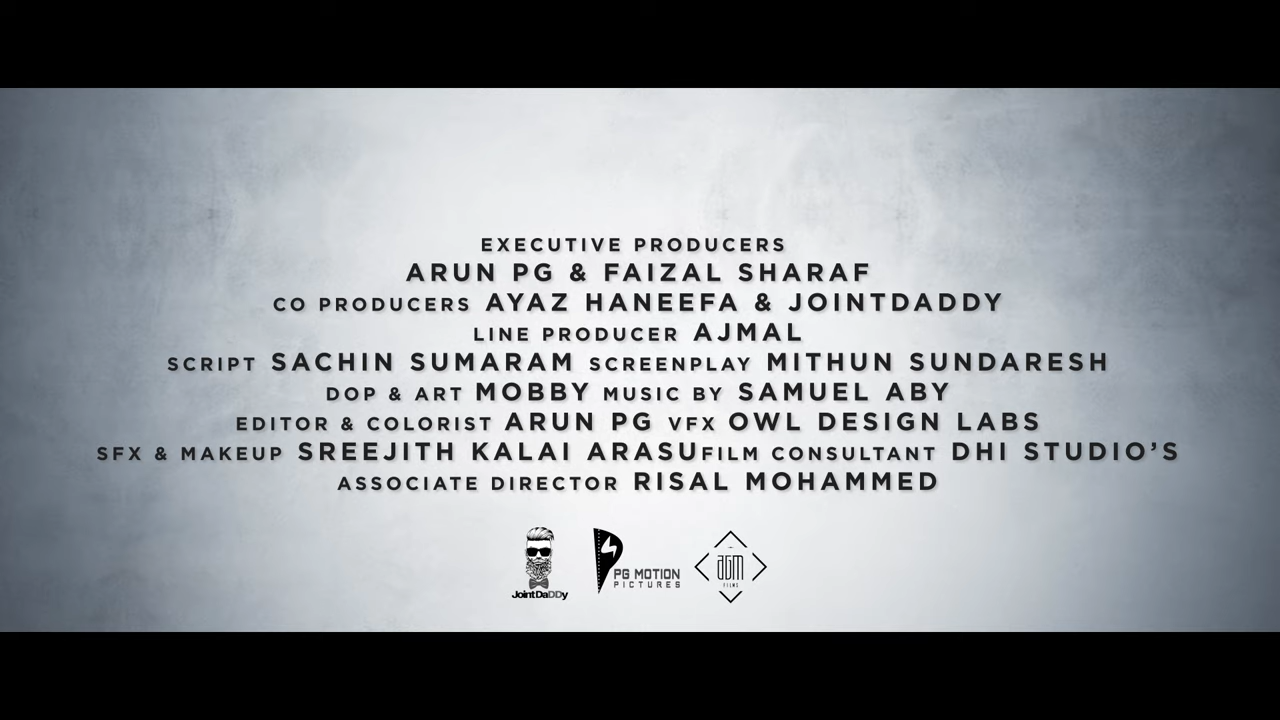 EXECUTIVE PRODUCERS
ARUN PG & FAIZAL SHARAF
CO PRODUCERS AYAZ HANEEFA & JOINTDADDY
LINE PRODUCER AJMAL
SCRIPT SACHIN SUMARAM SCREENPLAY MITHUN SUNDARESH
DOP & ART MOBBY MUSIC BY SAMUEL ABY
EDITOR & COLORIST ARUN PG VFX OWL DESIGN LABS
SFX & MAKEUP SREEJITH KALAI ARASUFILM CONSULTANT DHI STUDIO’S
ASSOCIATE DIRECTOR RISAL MOHAMMED
JointDaDDy
PG MOTION
PICTURES
aGm
FILMS